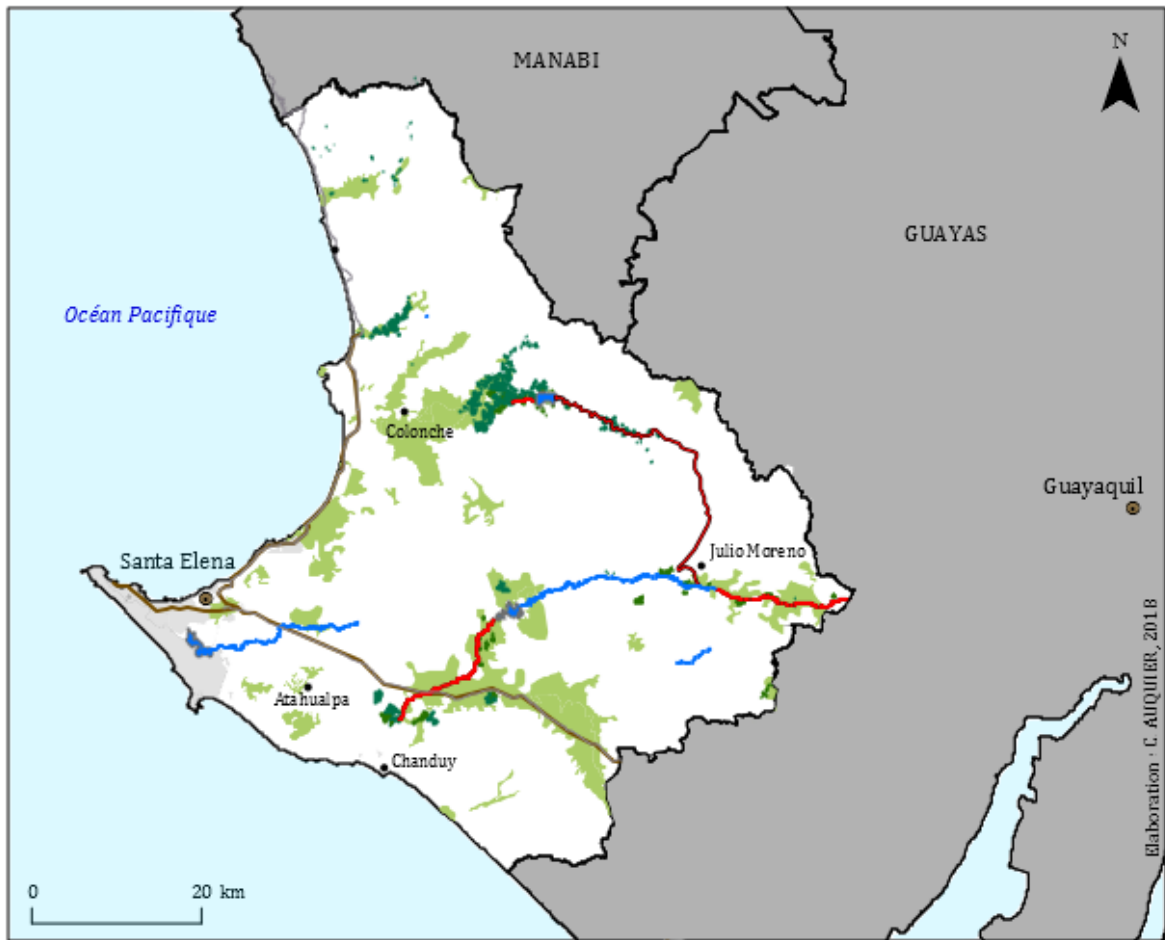 MANABI
N
GUAYAS
Océan Pacifique
Colonche
Guayaquil
Julio Moreno
Santa Elena
Atahualpa
Chanduy
0 20 km
Elaboration : C. AUQUIER, 2018